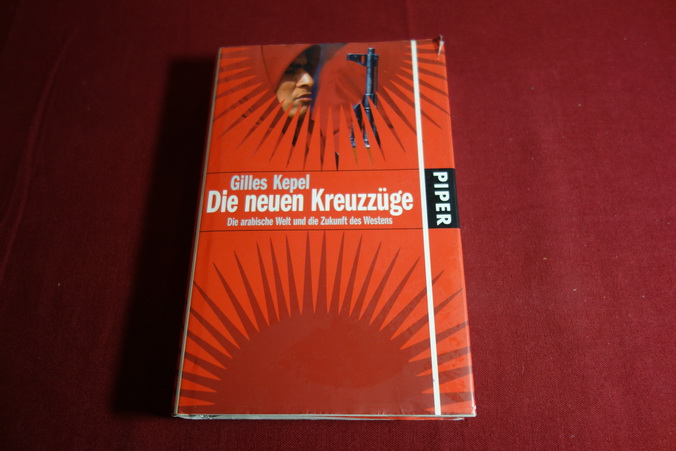 Gilles Kepel
Die neuen Kreuzzüge
Die arabische Welt und die Zukunft des Westens
PIPER